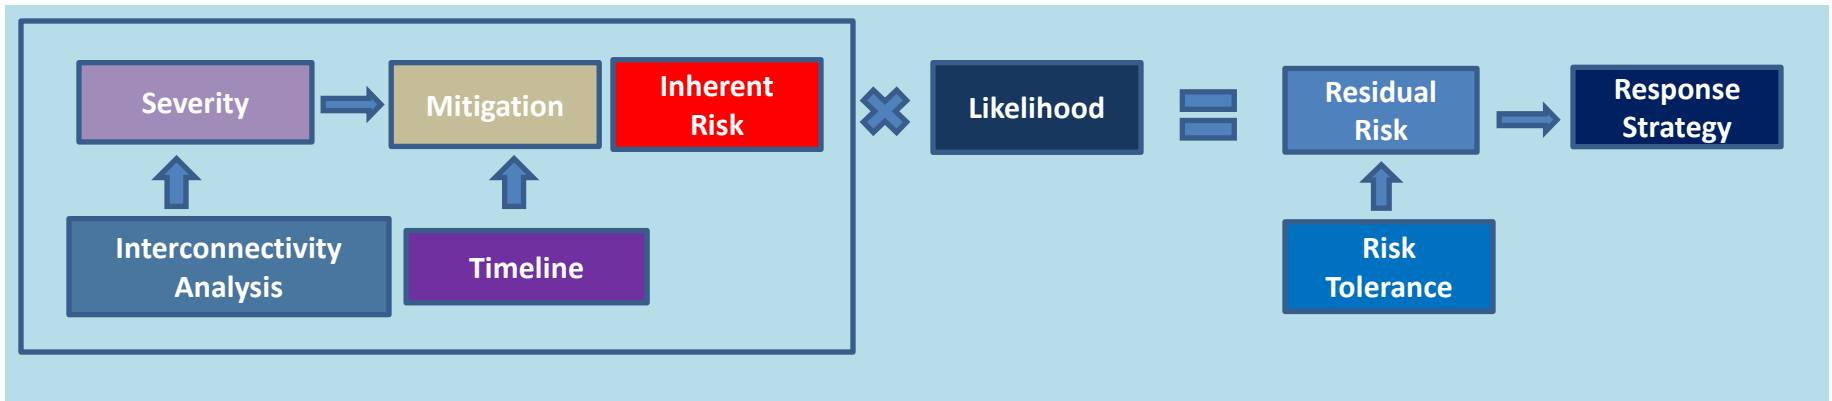 Severity
Mitigation
Inherent
Risk
Likelihood
Residual
Risk
Response
Strategy
Interconnectivity
Analysis
Timeline
Risk
Tolerance